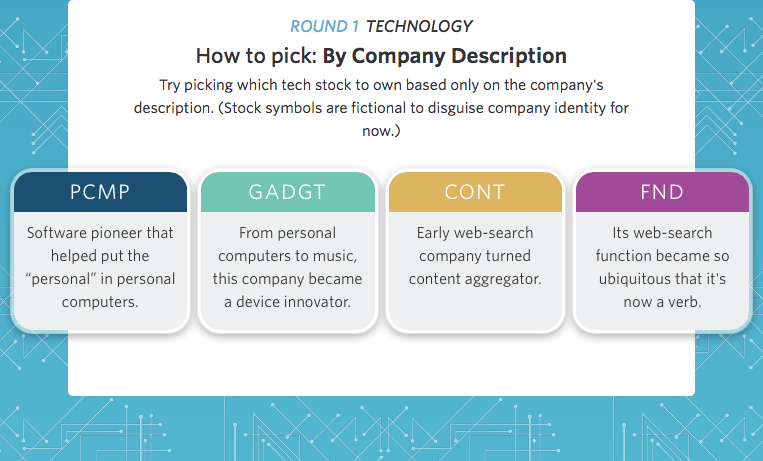 ROUND 1 TECHNOLOGY
How to pick: By Company Description
Try picking which tech stock to own based only on the company's
description. (Stock symbols are fictional to disguise company identity for
now.)
PCMP
Software pioneer that
helped put the
“personal” in personal
computers.
GADGT
From personal
computers to music,
this company became
a device innovator.
CONT
Early web-search
company turned
content aggregator.
FND
Its web-search
function became so
ubiquitous that it's
now a verb.